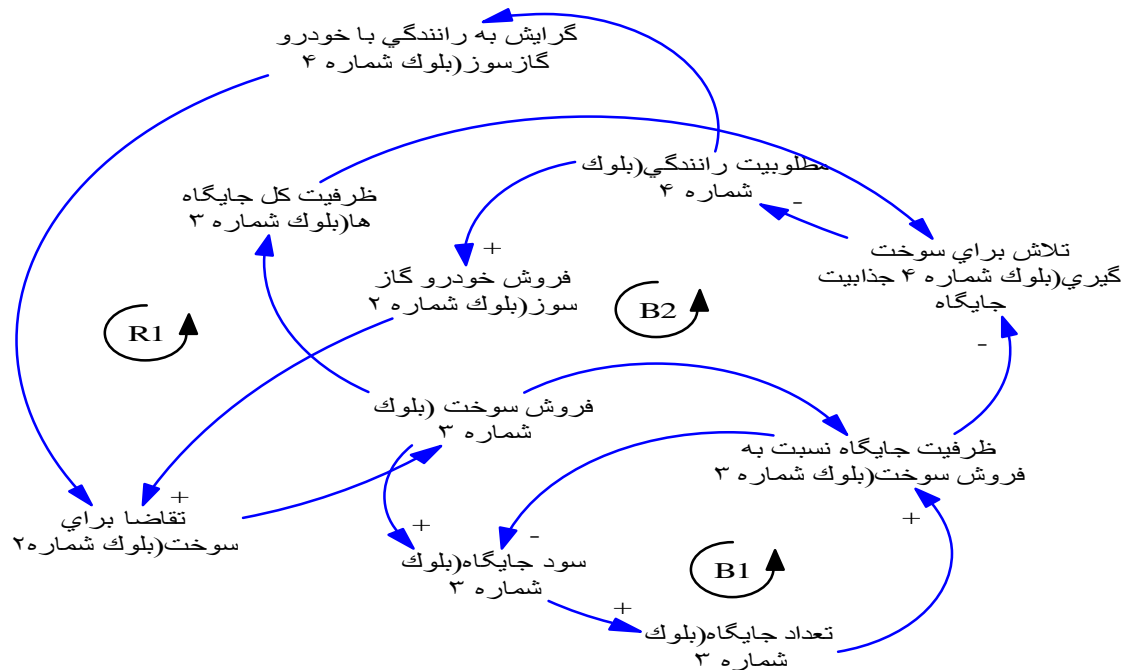 گرايش به رانندگي با خودرو
گازسوز(بلوك شماره ۴
مطلوبيت رانندگي(بلوك
شماره ۴
-
ظرفيت كل جايگاه
ها(بلوك شماره ۳
تلاش براي سوخت
گيري(بلوك شماره ۴ جذابيت
جايگاه
-
+
فروش خودرو گاز
سوز(بلوك شماره ۲
R1
B2
فروش سوخت (بلوك
شماره ۳
ظرفيت جايگاه نسبت به
فروش سوخت(بلوك شماره ۳
+
+
تقاضا براي
سوخت(بلوك شماره۲
+
-
سود جايگاه(بلوك
شماره ۳
B1
+
تعداد جايگاه(بلوك
شماره ۳